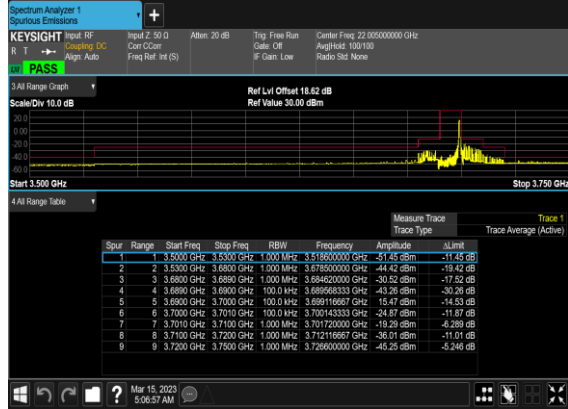 Spectrum Analyzer 1
Spurious Emissions
+
KEYSIGHT Input: RF Input Z: 50 Ω Atten: 20 dB Trig: Free Run Center Freq: 22.005000000 GHz
R T Coupling: DC Corr CCorr Gate: Off Avg|Hold: 100/100
Align: Auto Freq Ref: Int (S) IF Gain: Low Radio Std: None
PASS
3 All Range Graph
Ref Lvl Offset 18.62 dB
Scale/Div 10.0 dB Ref Value 30.00 dBm
20.0
0.00
-20.0
-40.0
-60.0
Start 3.500 GHz Stop 3.750 GHz
4 All Range Table
Measure Trace Trace 1
Trace Type Trace Average (Active)
Spur Range Start Freq Stop Freq RBW Frequency Amplitude ΔLimit
1 1 3.5000 GHz 3.5300 GHz 1.000 MHz 3.518600000 GHz -51.45 dBm -11.45 dB
2 2 3.5300 GHz 3.6800 GHz 1.000 MHz 3.678500000 GHz -44.42 dBm -19.42 dB
3 3 3.6800 GHz 3.6890 GHz 1.000 MHz 3.684620000 GHz -30.52 dBm -17.52 dB
4 4 3.6890 GHz 3.6900 GHz 100.0 kHz 3.689568333 GHz -43.26 dBm -30.26 dB
5 5 3.6900 GHz 3.7000 GHz 100.0 kHz 3.699116667 GHz 15.47 dBm -14.53 dB
6 6 3.7000 GHz 3.7010 GHz 100.0 kHz 3.700143333 GHz -24.87 dBm -11.87 dB
7 7 3.7010 GHz 3.7100 GHz 1.000 MHz 3.701720000 GHz -19.29 dBm -6.289 dB
8 8 3.7100 GHz 3.7200 GHz 1.000 MHz 3.712116667 GHz -36.01 dBm -11.01 dB
9 9 3.7200 GHz 3.7500 GHz 1.000 MHz 3.726600000 GHz -45.25 dBm -5.246 dB
? Mar 15, 2023
5:06:57 AM